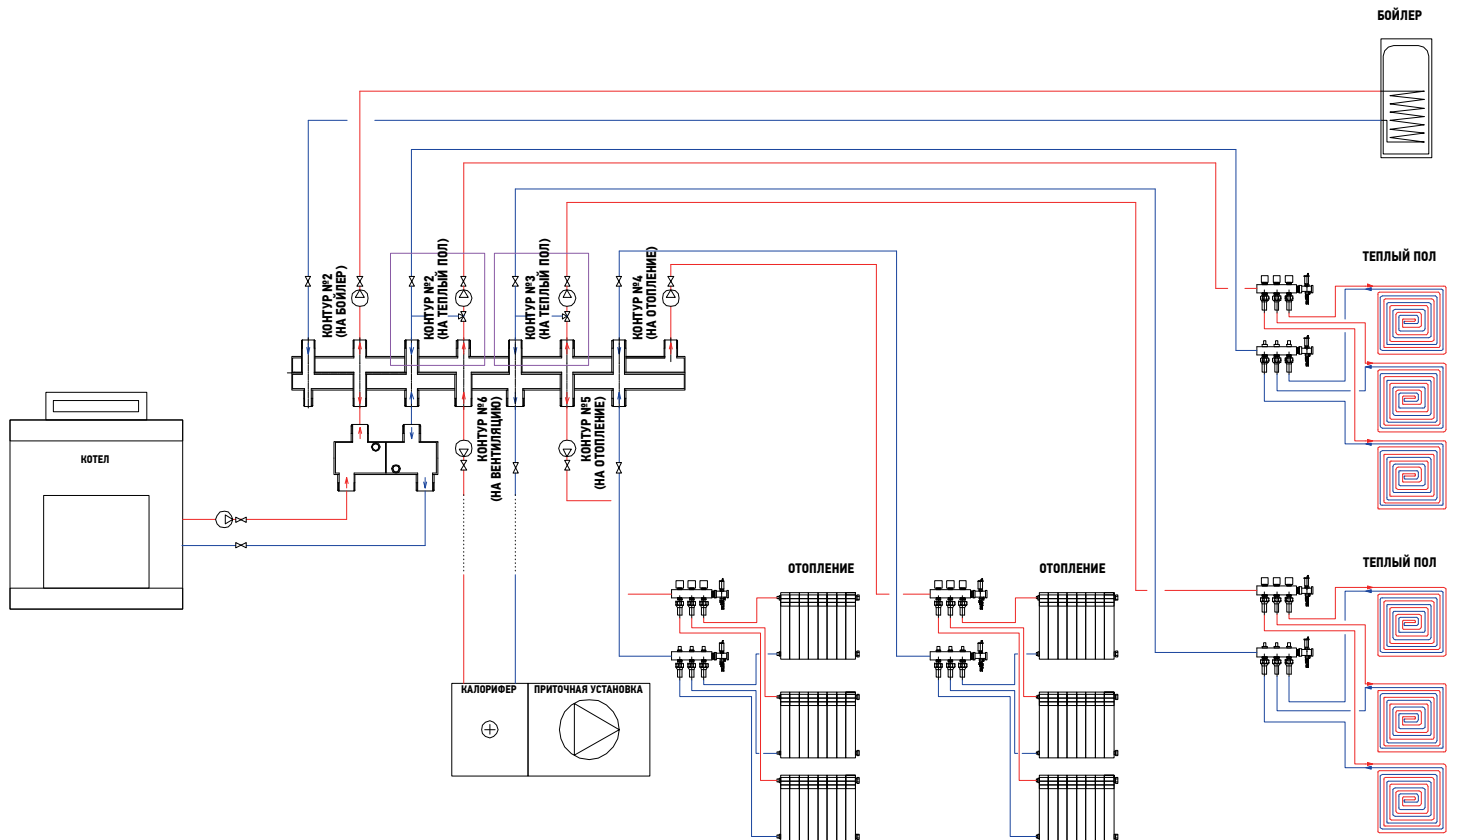 БОЙЛЕР
КОНТУР №2
(НА БОЙЛЕР)
КОНТУР №2
(НА ТЕПЛЫЙ ПОЛ)
КОНТУР №3
(НА ТЕПЛЫЙ ПОЛ)
КОНТУР №4
(НА ОТОПЛЕНИЕ)
ТЕПЛЫЙ ПОЛ
КОТЕЛ
КОНТУР №6
(НА ВЕНТИЛЯЦИЮ)
КОНТУР №5
(НА ОТОПЛЕНИЕ)
ОТОПЛЕНИЕ
ОТОПЛЕНИЕ
ТЕПЛЫЙ ПОЛ
КАЛОРИФЕР
ПРИТОЧНАЯ УСТАНОВКА